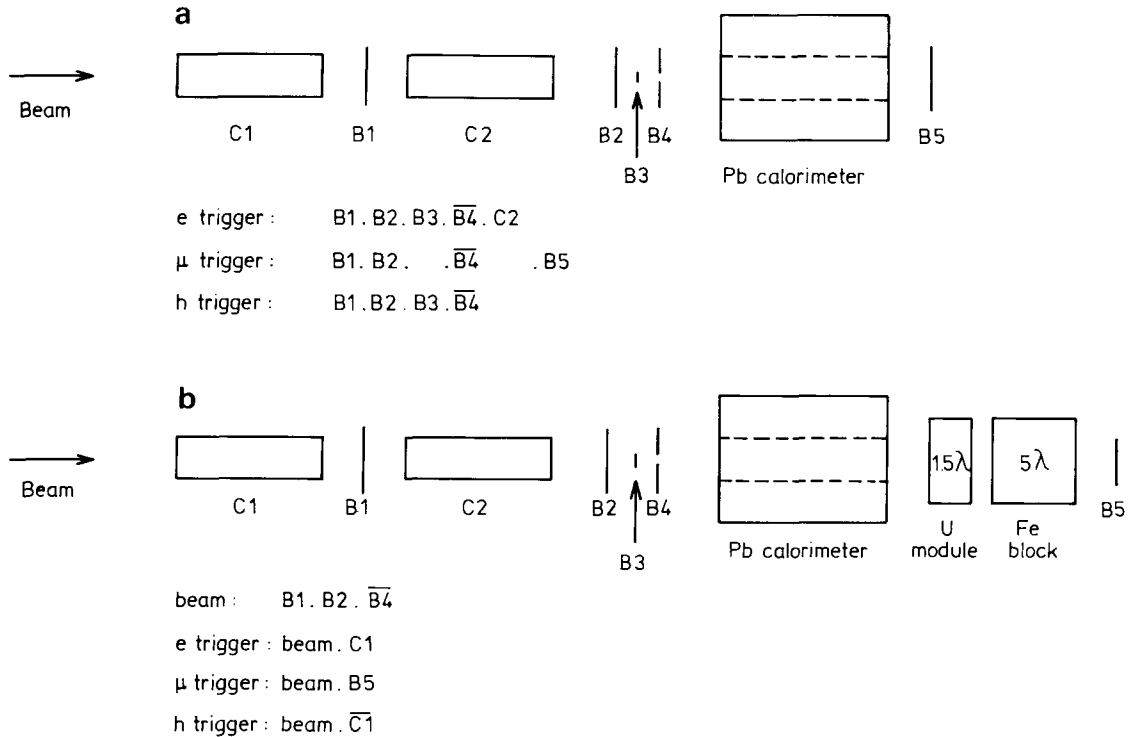 a
Beam
C1
B1
C2
B2
B3
B4
Pb calorimeter
B5
e trigger : B1 . B2 . B3 . B̅4̅ . C2
μ trigger : B1 . B2 . . B̅4̅ . B5
h trigger : B1 . B2 . B3 . B̅4̅
b
Beam
C1
B1
C2
B2
B3
B4
Pb calorimeter
1.5λ
U
module
5λ
Fe
block
B5
beam : B1 . B2 . B̅4̅
e trigger : beam . C1
μ trigger : beam . B5
h trigger : beam . C̅1̅